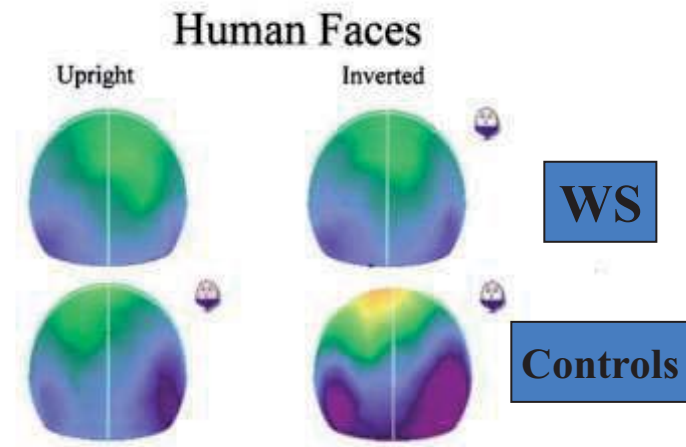 Human Faces
Upright
Inverted
WS
Controls